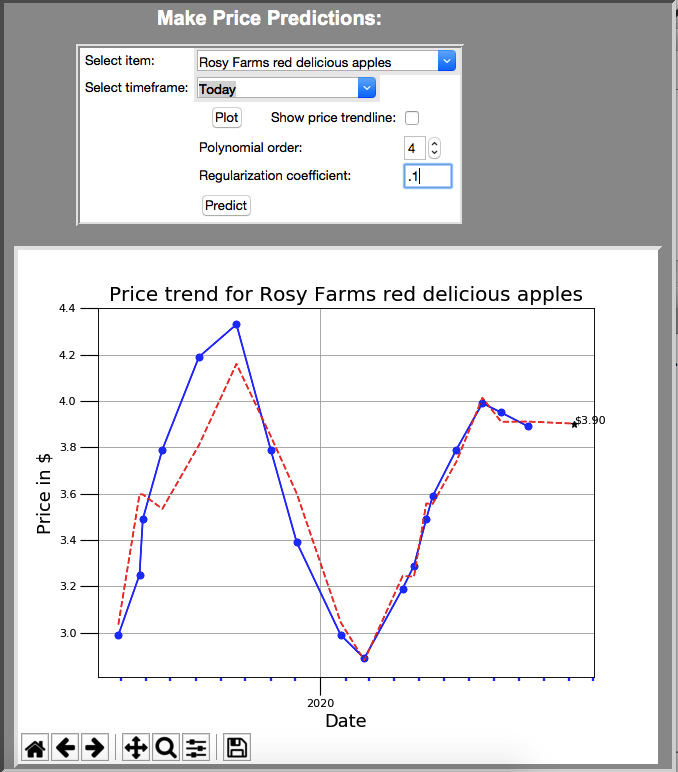 Make Price Predictions:
Select item: Rosy Farms red delicious apples
Select timeframe: Today
Plot Show price trendline:
Polynomial order: 4
Regularization coefficient: .1
Predict
Price trend for Rosy Farms red delicious apples
4.4
4.2
4.0
$3.90
3.8
3.6
3.4
3.2
3.0
Price in $
2020
Date